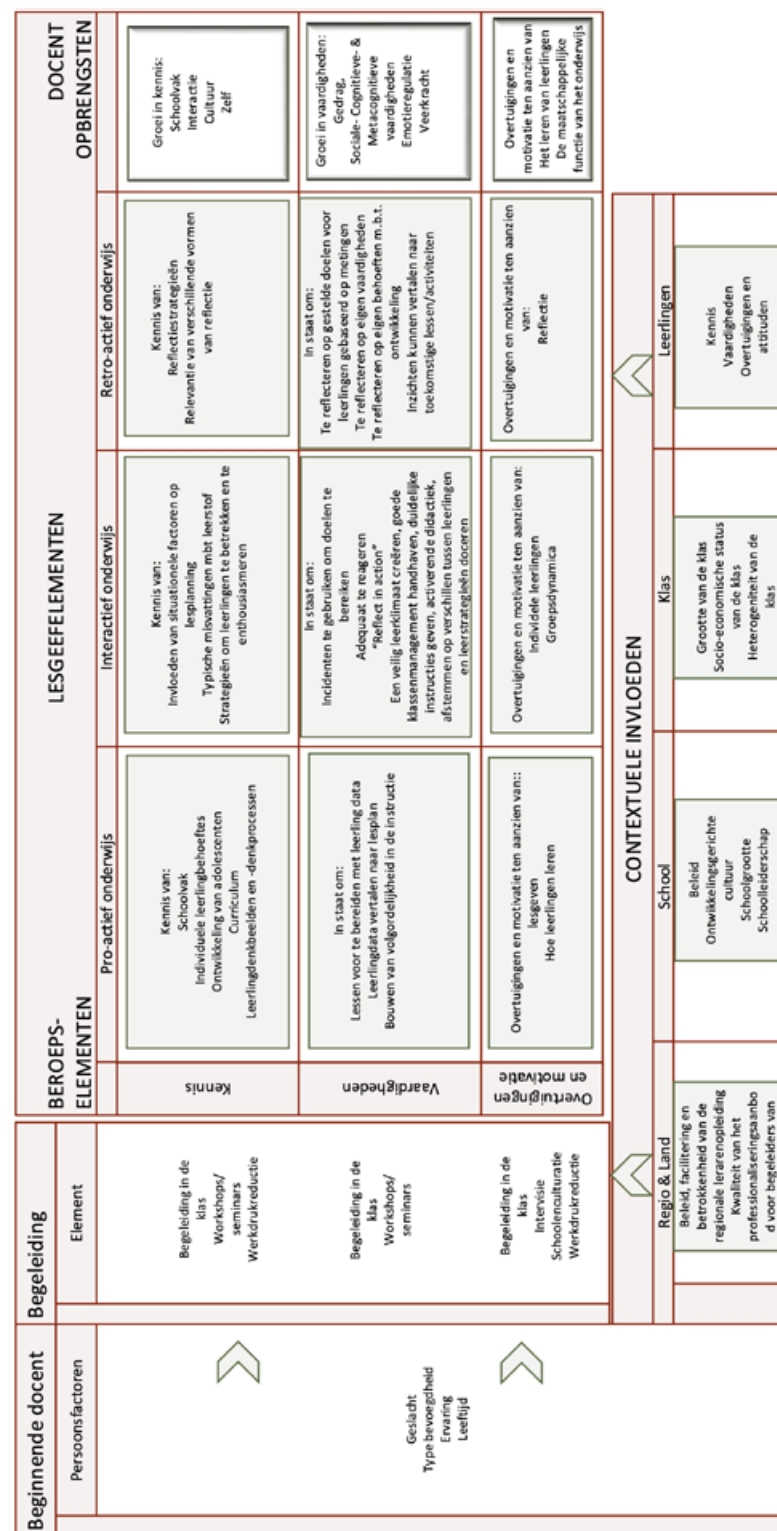 Beginnende docent
Persoonsfactoren
Geslacht
Type bevoegdheid
Ervaring
Leeftijd
Begeleiding
Element
Begeleiding in de
klas
Workshops/
seminars
Werkdrukreductie
Begeleiding in de
klas
Workshops/
seminars
Begeleiding in de
klas
Intervisie
Schoolenculturatie
Werkdrukreductie
BEROEPS-
ELEMENTEN
LESGEEFELEMENTEN
DOCENT
OPBRENGSTEN
Pro-actief onderwijs
Interactief onderwijs
Retro-actief onderwijs
Kennis
Kennis van:
Schoolvak
Individuele leerlingbehoeftes
Ontwikkeling van adolescenten
Curriculum
Leerlingdenkbeelden en -denkprocessen
Kennis van:
Invloeden van situationele factoren op
lesplanning
Typische misvattingen mbt leerstof
Strategieën om leerlingen te betrekken en te
enthousiasmeren
Kennis van:
Reflectiestrategieën
Relevantie van verschillende vormen
van reflectie
Groei in kennis:
Schoolvak
Interactie
Cultuur
Zelf
Vaardigheden
In staat om:
Lessen voor te bereiden met leerling data
Leerlingdata vertalen naar lesplan
Bouwen van volgordelijkheid in de instructie
In staat om:
Incidenten te gebruiken om doelen te
bereiken
Adequaat te reageren
"Reflect in action"
Een veilig leerklimaat creëren, goede
klassenmanagement handhaven, duidelijke
instructies geven, activerende didactiek,
afstemmen op verschillen tussen leerlingen
en leerstrategieën doceren
In staat om:
Te reflecteren op gestelde doelen voor
leerlingen gebaseerd op metingen
Te reflecteren op eigen vaardigheden
Te reflecteren op eigen behoeften m.b.t.
ontwikkeling
Inzichten kunnen vertalen naar
toekomstige lessen/activiteiten
Groei in vaardigheden:
Gedrag,
Sociale- Cognitieve- &
Metacognitieve
vaardigheden
Emotieregulatie
Veerkracht
Overtuigingen
en motivatie
Overtuigingen en motivatie ten aanzien van::
lesgeven
Hoe leerlingen leren
Overtuigingen en motivatie ten aanzien van:
Individele leerlingen
Groepsdynamica
Overtuigingen en motivatie ten aanzien
van:
Reflectie
Overtuigingen en
motivatie ten aanzien van
Het leren van leerlingen
De maatschappelijke
functie van het onderwijs
CONTEXTUELE INVLOEDEN
Regio & Land
School
Klas
Leerlingen
Beleid, facilitering en
betrokkenheid van de
regionale lerarenopleiding
Kwaliteit van het
professionaliseringsaanbo
d voor begeleiders van
Beleid
Ontwikkelingsgerichte
cultuur
Schoolgrootte
Schoolleiderschap
Grootte van de klas
Socio-economische status
van de klas
Heterogeniteit van de
klas
Kennis
Vaardigheden
Overtuigingen en
attituden